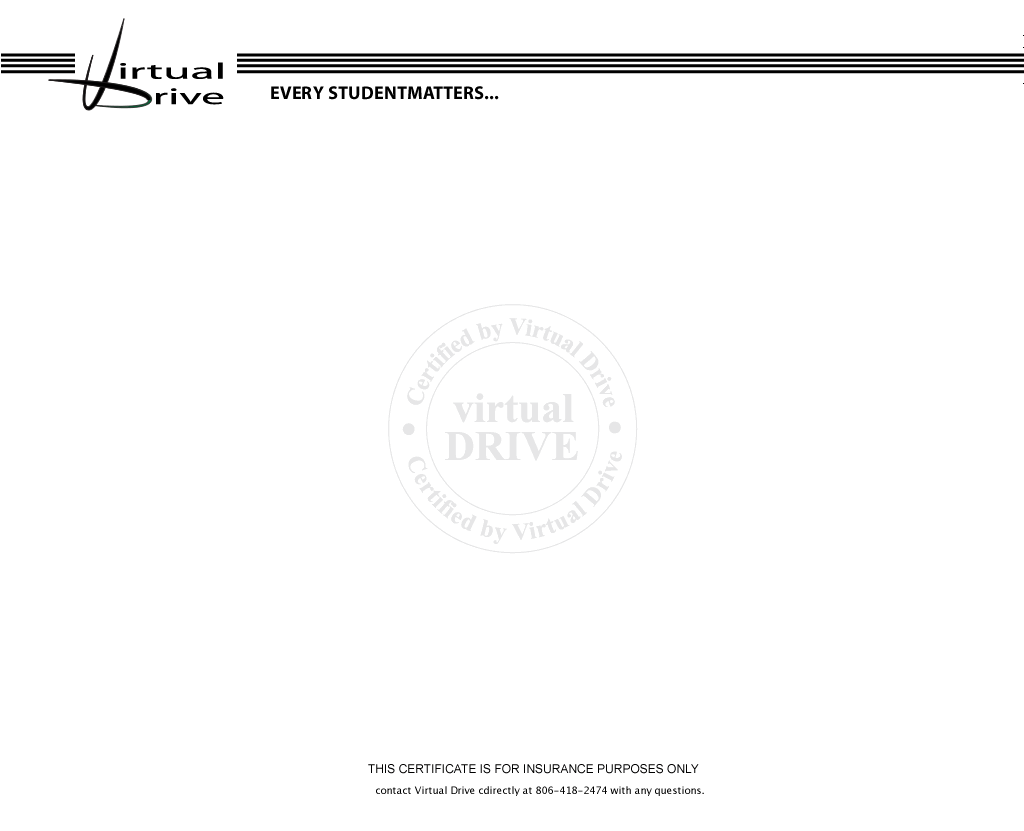 Virtual
Drive
EVERY STUDENTMATTERS...
Certified by Virtual Drive
virtual
DRIVE
Certified by Virtual Drive
THIS CERTIFICATE IS FOR INSURANCE PURPOSES ONLY
contact Virtual Drive cdirectly at 806-418-2474 with any questions.